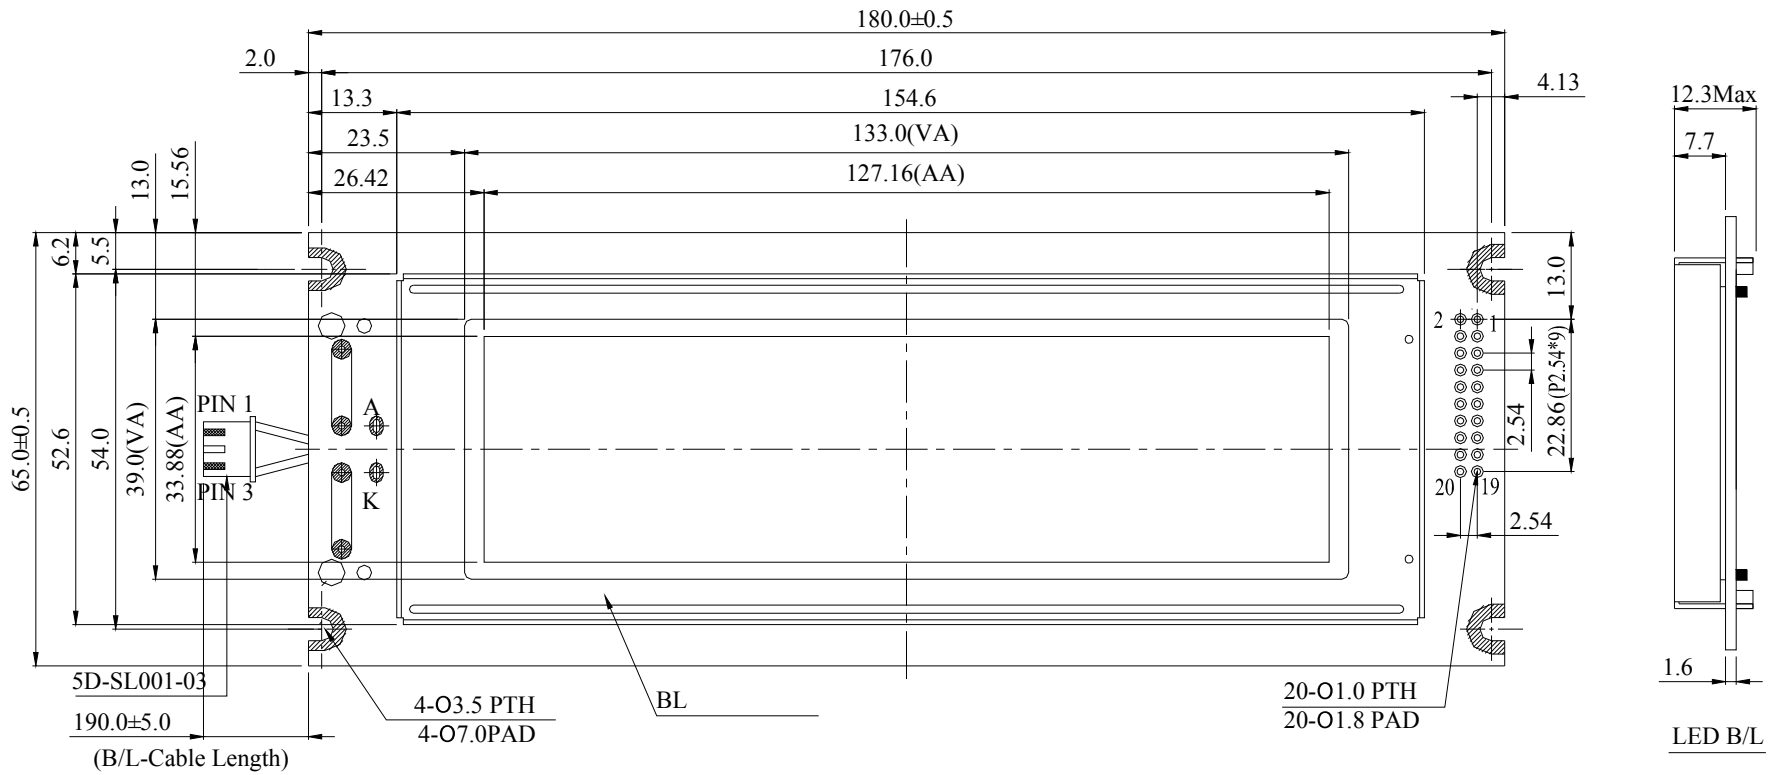 180.0±0.5
2.0
176.0
4.13
13.3
154.6
12.3Max
23.5
133.0(VA)
7.7
26.42
127.16(AA)
13.0
15.56
6.2
5.5
13.0
2
1
PIN 1
A
65.0±0.5
52.6
54.0
39.0(VA)
33.88(AA)
2.54
22.86(P2.54*9)
PIN 3
K
20
19
2.54
5D-SL001-03
4-O3.5 PTH
4-O7.0PAD
BL
20-O1.0 PTH
20-O1.8 PAD
1.6
190.0±5.0
(B/L-Cable Length)
LED B/L